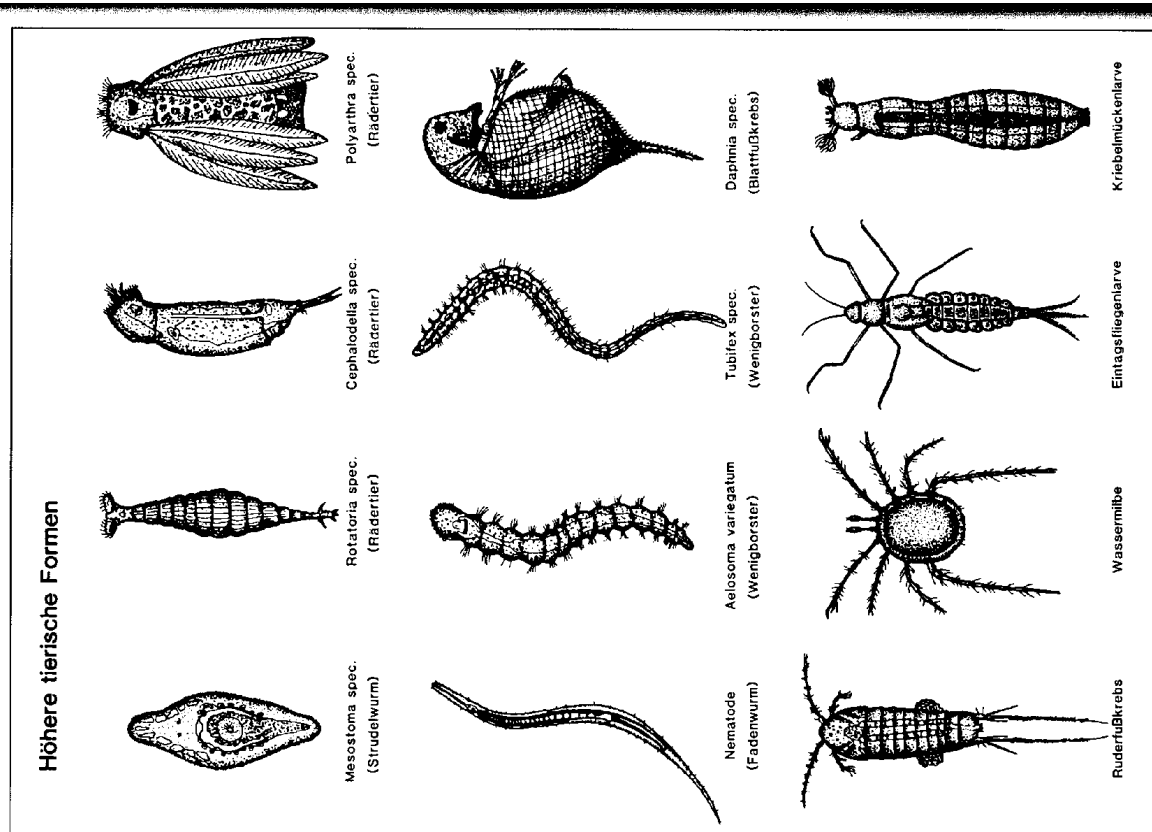 Höhere tierische Formen
Mesostoma spec.
(Strudelwurm)
Rotatoria spec.
(Rädertier)
Cephalodella spec.
(Rädertier)
Polyarthra spec.
(Rädertier)
Nematode
(Fadenwurm)
Aelosoma variegatum
(Wenigborster)
Tubifex spec.
(Wenigborster)
Daphnia spec.
(Blattfußkrebs)
Ruderfußkrebs
Wassermilbe
Eintagsfliegenlarve
Kriebelmückenlarve